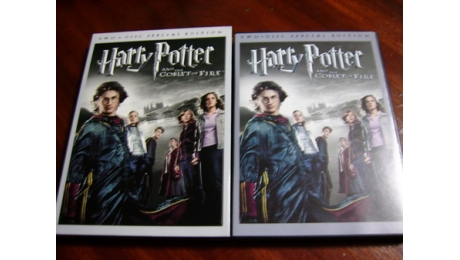 TWO-DISC SPECIAL EDITION
Harry Potter
AND THE
GOBLET OF FIRE
TWO-DISC SPECIAL EDITION
Harry Potter
AND THE
GOBLET OF FIRE